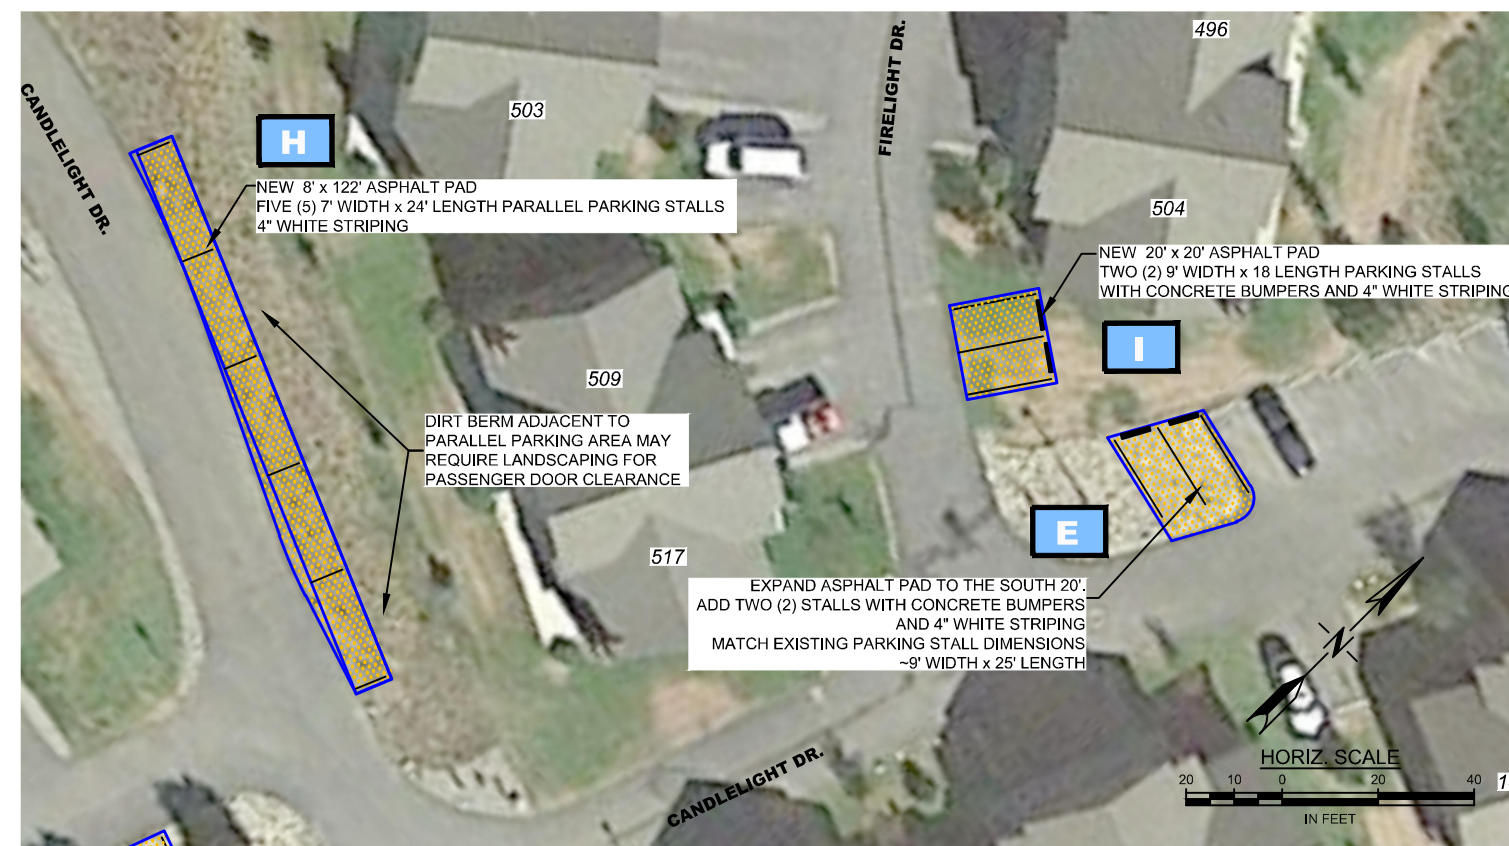 496
CANDLELIGHT DR.
FIRELIGHT DR.
503
H
NEW 8' x 122' ASPHALT PAD
FIVE (5) 7' WIDTH x 24' LENGTH PARALLEL PARKING STALLS
4" WHITE STRIPING
504
NEW 20' x 20' ASPHALT PAD
TWO (2) 9' WIDTH x 18 LENGTH PARKING STALLS
WITH CONCRETE BUMPERS AND 4" WHITE STRIPING
I
509
DIRT BERM ADJACENT TO
PARALLEL PARKING AREA MAY
REQUIRE LANDSCAPING FOR
PASSENGER DOOR CLEARANCE
E
517
EXPAND ASPHALT PAD TO THE SOUTH 20'.
ADD TWO (2) STALLS WITH CONCRETE BUMPERS
AND 4" WHITE STRIPING
MATCH EXISTING PARKING STALL DIMENSIONS
~9' WIDTH x 25' LENGTH
N
CANDLELIGHT DR.
HORIZ. SCALE
20 10 0 20 40
IN FEET